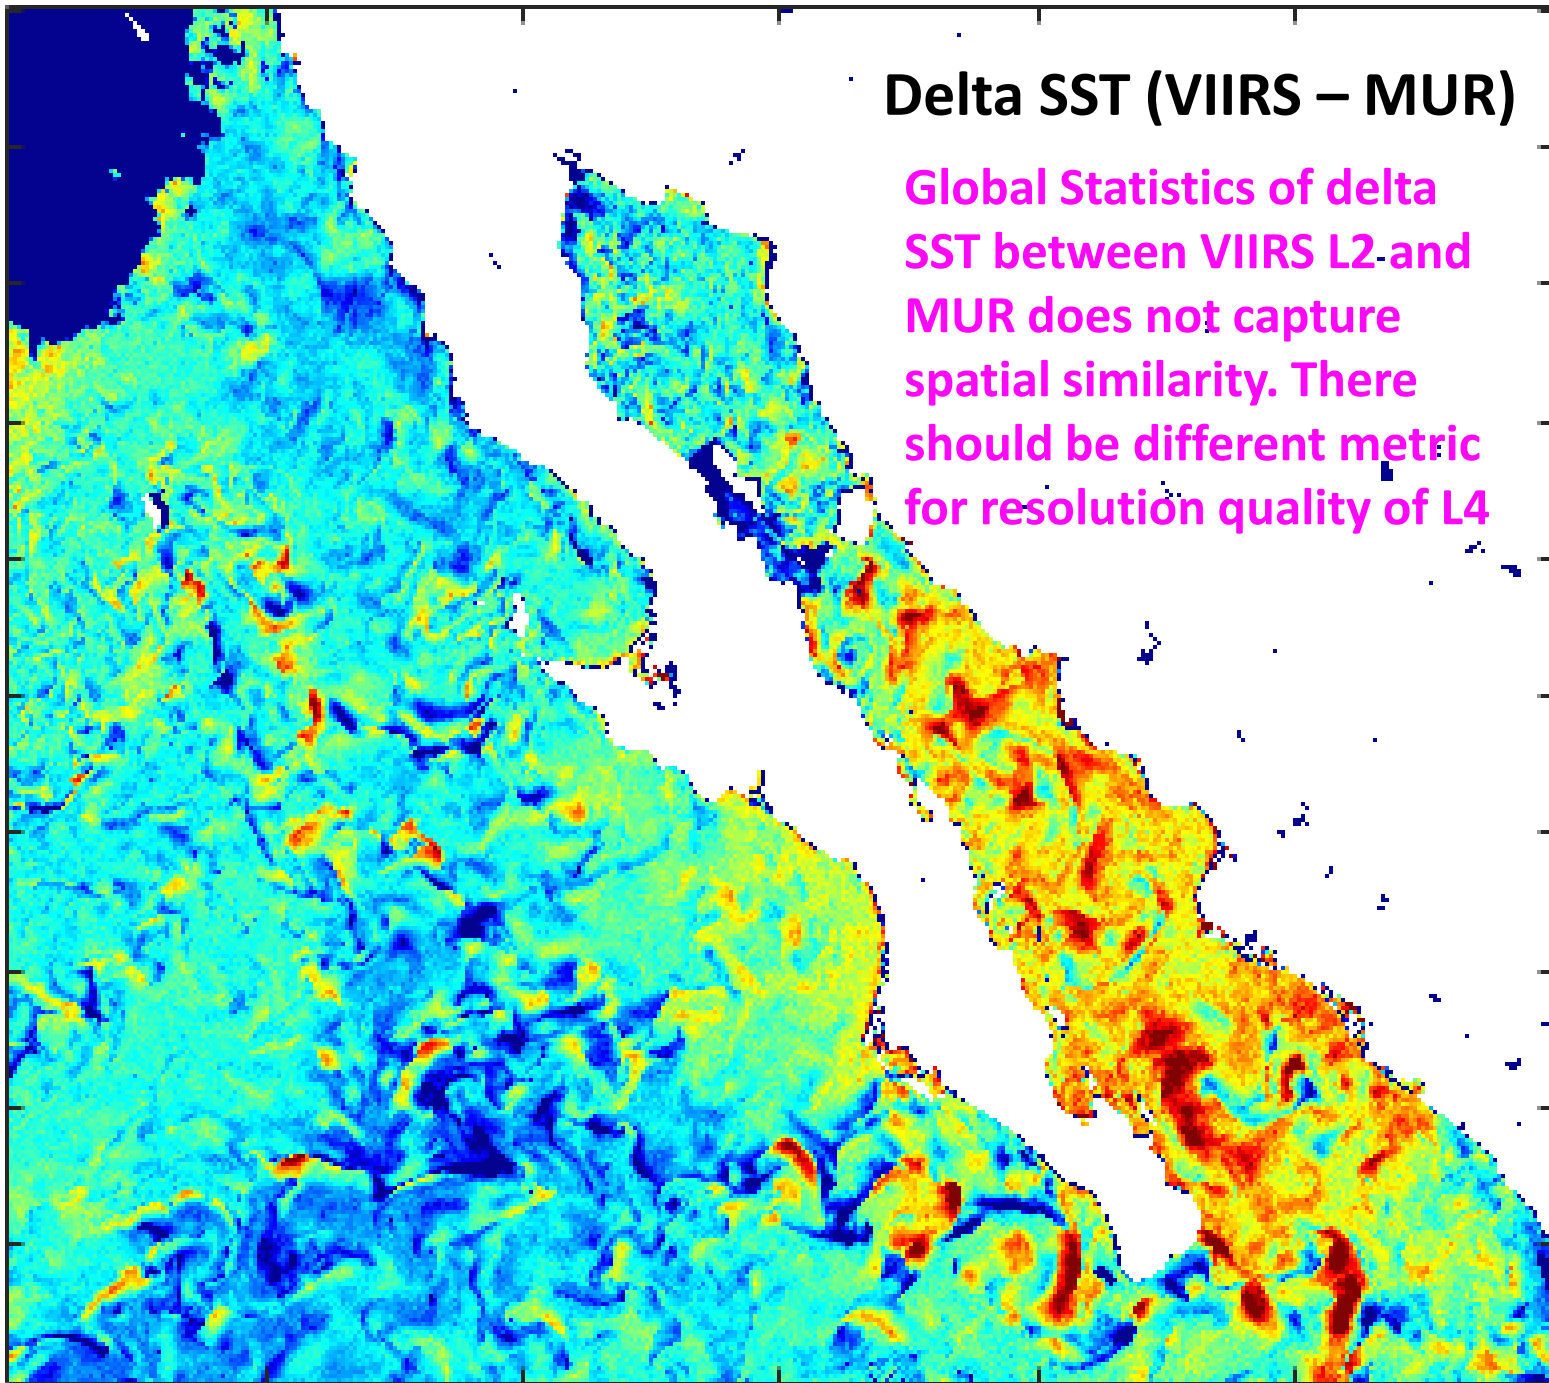 Delta SST (VIIRS – MUR)
Global Statistics of delta
SST between VIIRS L2 and
MUR does not capture
spatial similarity. There
should be different metric
for resolution quality of L4